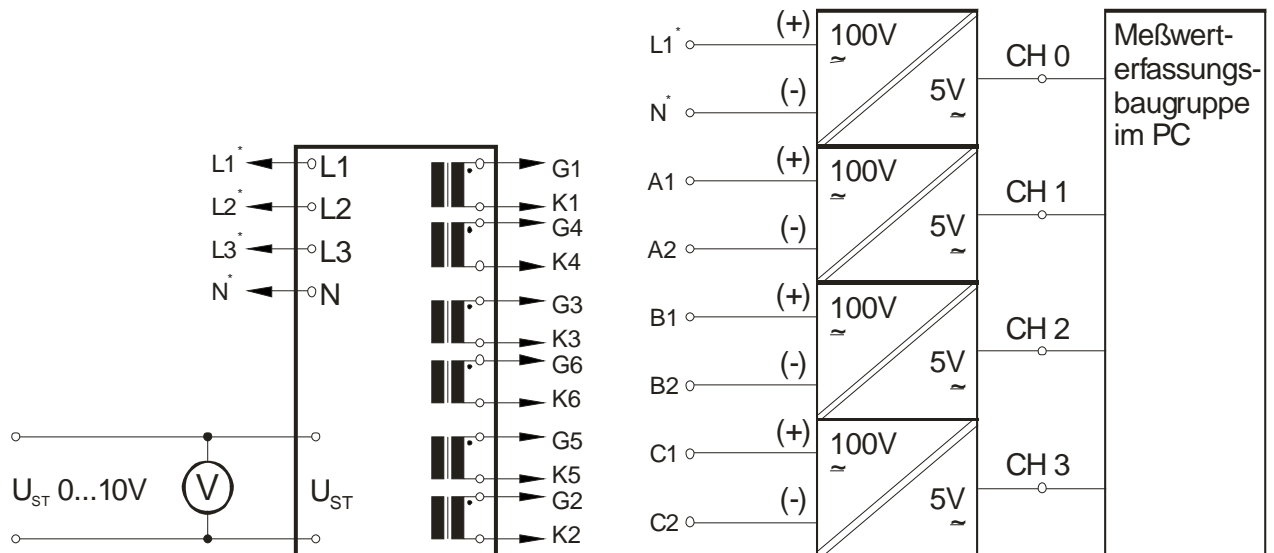 L1* L1
L2* L2
L3* L3
N* N
G1
K1
G4
K4
G3
K3
G6
K6
G5
K5
G2
K2
U_ST 0...10V
V
U_ST
L1* (+)
N* (-)
100V
≃
5V
≃
CH 0
A1 (+)
A2 (-)
100V
≃
5V
≃
CH 1
B1 (+)
B2 (-)
100V
≃
5V
≃
CH 2
C1 (+)
C2 (-)
100V
≃
5V
≃
CH 3
Meßwert-
erfassungs-
baugruppe
im PC